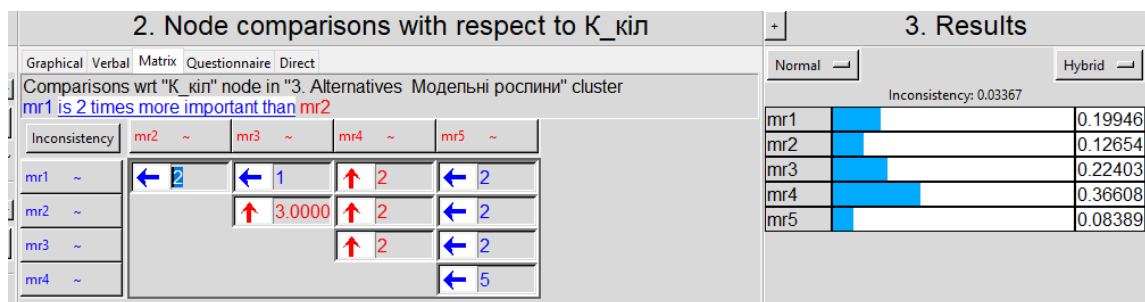 2. Node comparisons with respect to К_кіл
Graphical Verbal Matrix Questionnaire Direct
Comparisons wrt "К_кіл" node in "3. Alternatives Модельні роспини" cluster
mr1 is 2 times more important than mr2
Inconsistency mr2 ~ mr3 ~ mr4 ~ mr5 ~
mr1 ~ 2 1 2 2
mr2 ~ 3.0000 2 2
mr3 ~ 2 2
mr4 ~ 5
+ 3. Results
Normal Hybrid
Inconsistency: 0.03367
mr1 0.19946
mr2 0.12654
mr3 0.22403
mr4 0.36608
mr5 0.08389